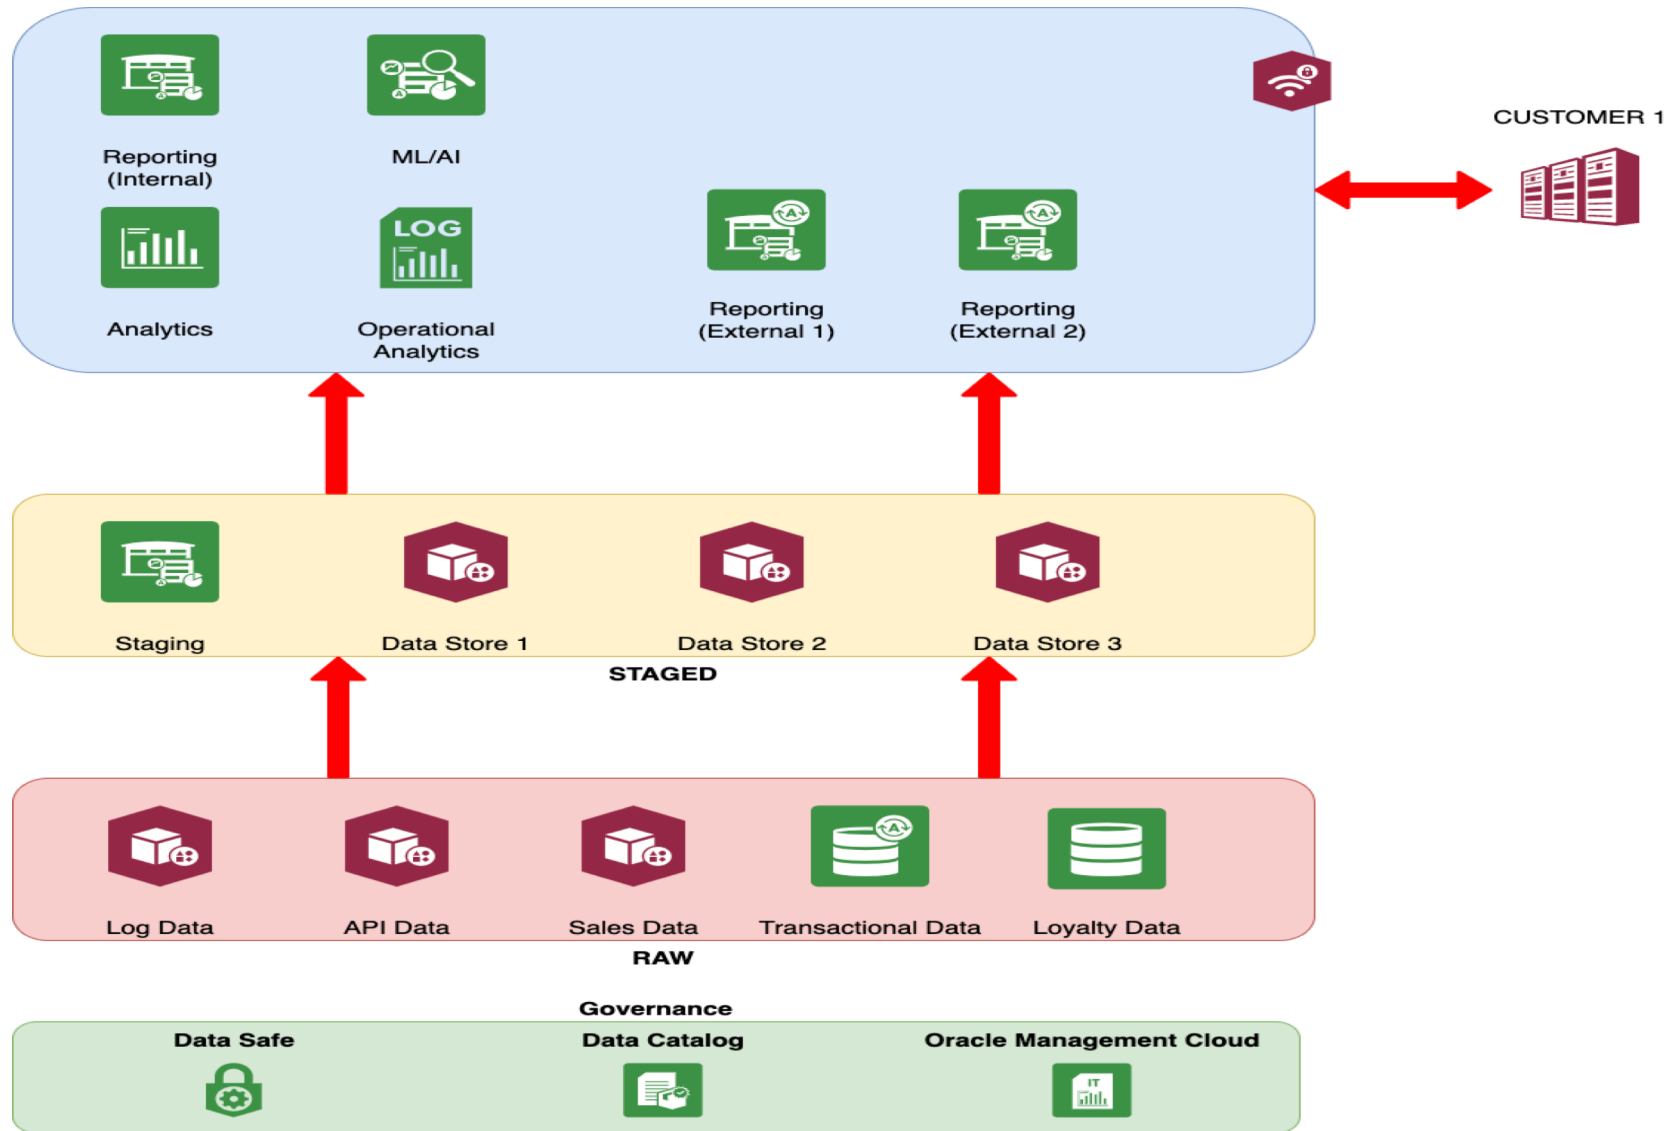 CUSTOMER 1
Reporting
(Internal)
ML/AI
Analytics
LOG
Operational
Analytics
A
Reporting
(External 1)
A
Reporting
(External 2)
Staging
Data Store 1
Data Store 2
Data Store 3
STAGED
A
Log Data
API Data
Sales Data
Transactional Data
Loyalty Data
RAW
Governance
Data Safe
Data Catalog
Oracle Management Cloud
IT